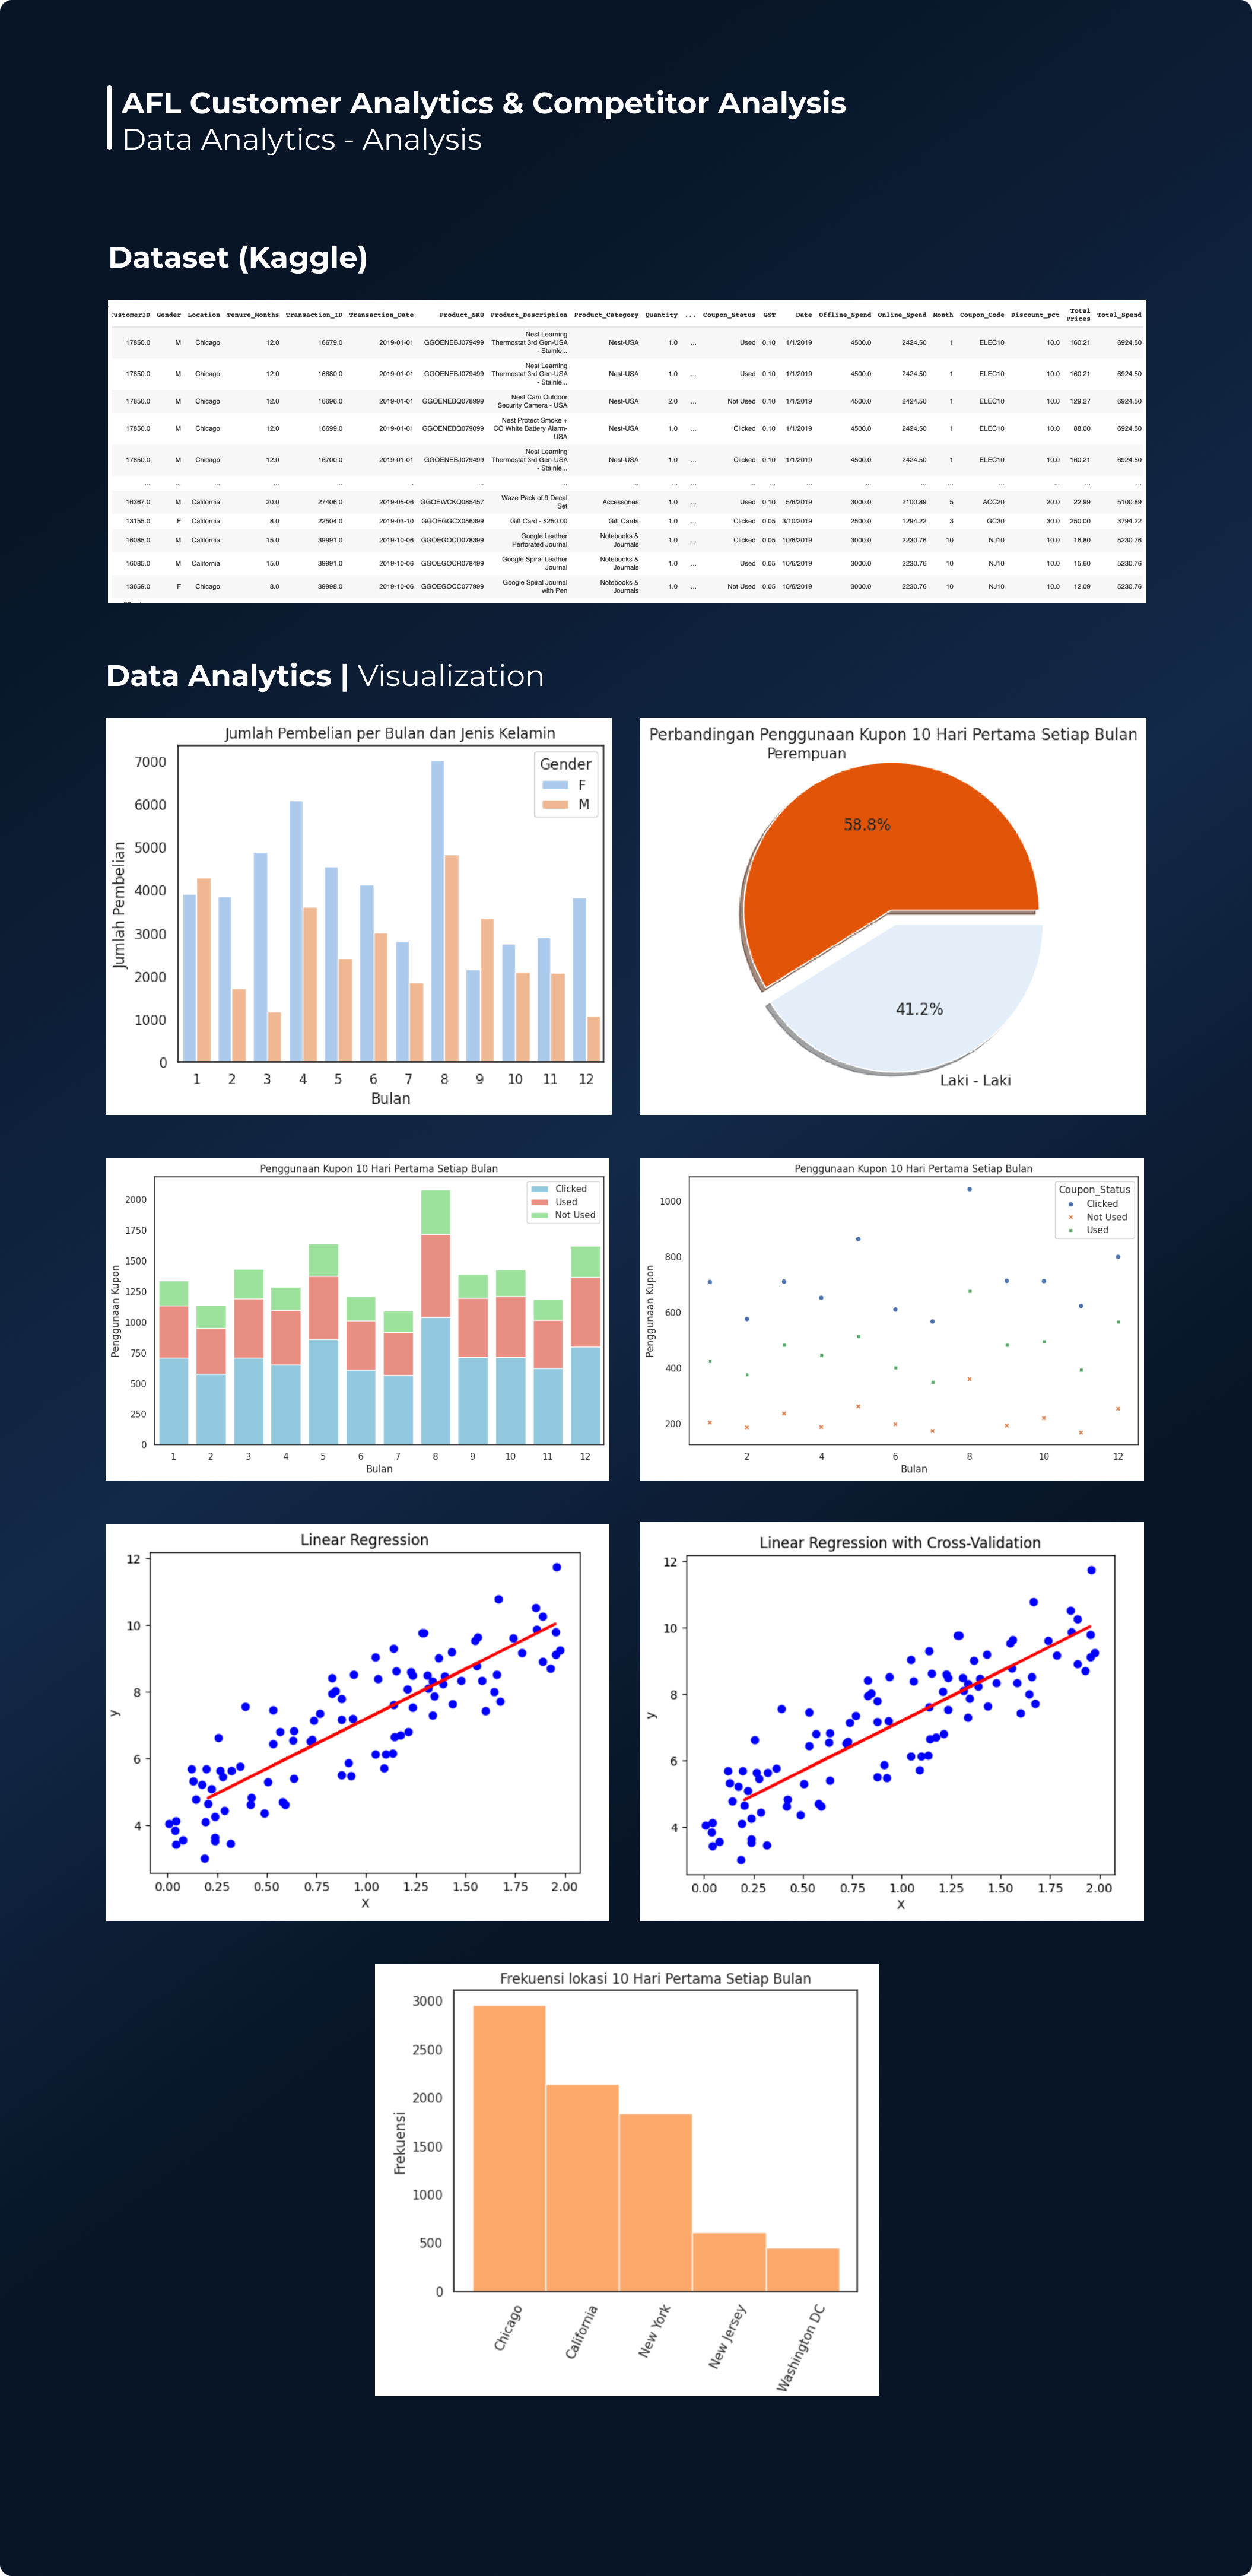 AFL Customer Analytics & Competitor Analysis
Data Analytics - Analysis
Dataset (Kaggle)
:ustomerID Gender Location Tenure_Months Transaction_ID Transaction_Date Product_SKU Product_Description Product_Category Quantity ... Coupon_Status GST Date Offline_Spend Online_Spend Month Coupon_Code Discount_pct Total Prices Total_Spend
17850.0 M Chicago 12.0 16679.0 2019-01-01 GGOENEBJ079499 Nest Learning Thermostat 3rd Gen-USA - Stainle... Nest-USA 1.0 ... Used 0.10 1/1/2019 4500.0 2424.50 1 ELEC10 10.0 160.21 6924.50
17850.0 M Chicago 12.0 16680.0 2019-01-01 GGOENEBJ079499 Nest Learning Thermostat 3rd Gen-USA - Stainle... Nest-USA 1.0 ... Used 0.10 1/1/2019 4500.0 2424.50 1 ELEC10 10.0 160.21 6924.50
17850.0 M Chicago 12.0 16696.0 2019-01-01 GGOENEBQ078999 Nest Cam Outdoor Security Camera - USA Nest-USA 2.0 ... Not Used 0.10 1/1/2019 4500.0 2424.50 1 ELEC10 10.0 129.27 6924.50
17850.0 M Chicago 12.0 16699.0 2019-01-01 GGOENEBQ079099 Nest Protect Smoke + CO White Battery Alarm-USA Nest-USA 1.0 ... Clicked 0.10 1/1/2019 4500.0 2424.50 1 ELEC10 10.0 88.00 6924.50
17850.0 M Chicago 12.0 16700.0 2019-01-01 GGOENEBJ079499 Nest Learning Thermostat 3rd Gen-USA - Stainle... Nest-USA 1.0 ... Clicked 0.10 1/1/2019 4500.0 2424.50 1 ELEC10 10.0 160.21 6924.50
... ... ... ... ... ... ... ... ... ... ... ... ... ... ... ... ... ... ... ... ...
16367.0 M California 20.0 27406.0 2019-05-06 GGOEWCKQ085457 Waze Pack of 9 Decal Set Accessories 1.0 ... Used 0.10 5/6/2019 3000.0 2100.89 5 ACC20 20.0 22.99 5100.89
13155.0 F California 8.0 22504.0 2019-03-10 GGOEGGCX056399 Gift Card - $250.00 Gift Cards 1.0 ... Clicked 0.05 3/10/2019 2500.0 1294.22 3 GC30 30.0 250.00 3794.22
16085.0 M California 15.0 39991.0 2019-10-06 GGOEGOCD078399 Google Leather Perforated Journal Notebooks & Journals 1.0 ... Clicked 0.05 10/6/2019 3000.0 2230.76 10 NJ10 10.0 16.80 5230.76
16085.0 M California 15.0 39991.0 2019-10-06 GGOEGOCR078499 Google Spiral Leather Journal Notebooks & Journals 1.0 ... Used 0.05 10/6/2019 3000.0 2230.76 10 NJ10 10.0 15.60 5230.76
13659.0 F Chicago 8.0 39998.0 2019-10-06 GGOEGOCC077999 Google Spiral Journal with Pen Notebooks & Journals 1.0 ... Not Used 0.05 10/6/2019 3000.0 2230.76 10 NJ10 10.0 12.09 5230.76
Data Analytics | Visualization
Jumlah Pembelian per Bulan dan Jenis Kelamin
Gender
F
M
Jumlah Pembelian
7000
6000
5000
4000
3000
2000
1000
0
1 2 3 4 5 6 7 8 9 10 11 12
Bulan
Perbandingan Penggunaan Kupon 10 Hari Pertama Setiap Bulan
Perempuan
58.8%
41.2%
Laki - Laki
Penggunaan Kupon 10 Hari Pertama Setiap Bulan
Clicked
Used
Not Used
Penggunaan Kupon
2000
1750
1500
1250
1000
750
500
250
0
1 2 3 4 5 6 7 8 9 10 11 12
Bulan
Penggunaan Kupon 10 Hari Pertama Setiap Bulan
Coupon_Status
Clicked
Not Used
Used
Penggunaan Kupon
1000
800
600
400
200
2 4 6 8 10 12
Bulan
Linear Regression
y
12
10
8
6
4
0.00 0.25 0.50 0.75 1.00 1.25 1.50 1.75 2.00
X
Linear Regression with Cross-Validation
y
12
10
8
6
4
0.00 0.25 0.50 0.75 1.00 1.25 1.50 1.75 2.00
X
Frekuensi lokasi 10 Hari Pertama Setiap Bulan
Frekuensi
3000
2500
2000
1500
1000
500
0
Chicago
California
New York
New Jersey
Washington DC